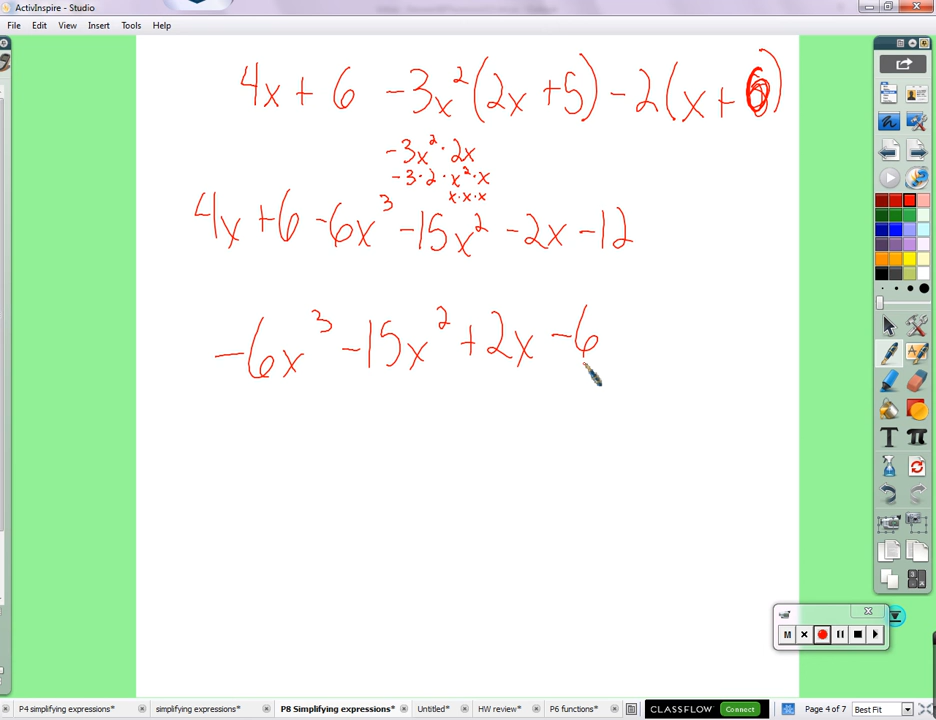 ActivInspire - Studio
File Edit View Insert Tools Help
4x + 6 - 3x²(2x + 5) - 2(x + 6)
-3x² · 2x
-3 · 2 · x² · x
x · x · x
4x + 6 - 6x³ - 15x² - 2x - 12
-6x³ - 15x² + 2x - 6
M
P4 simplifying expressions* simplifying expressions* P8 Simplifying expressions* Untitled* HW review* P6 functions* CLASSFLOW Connect Page 4 of 7 Best Fit